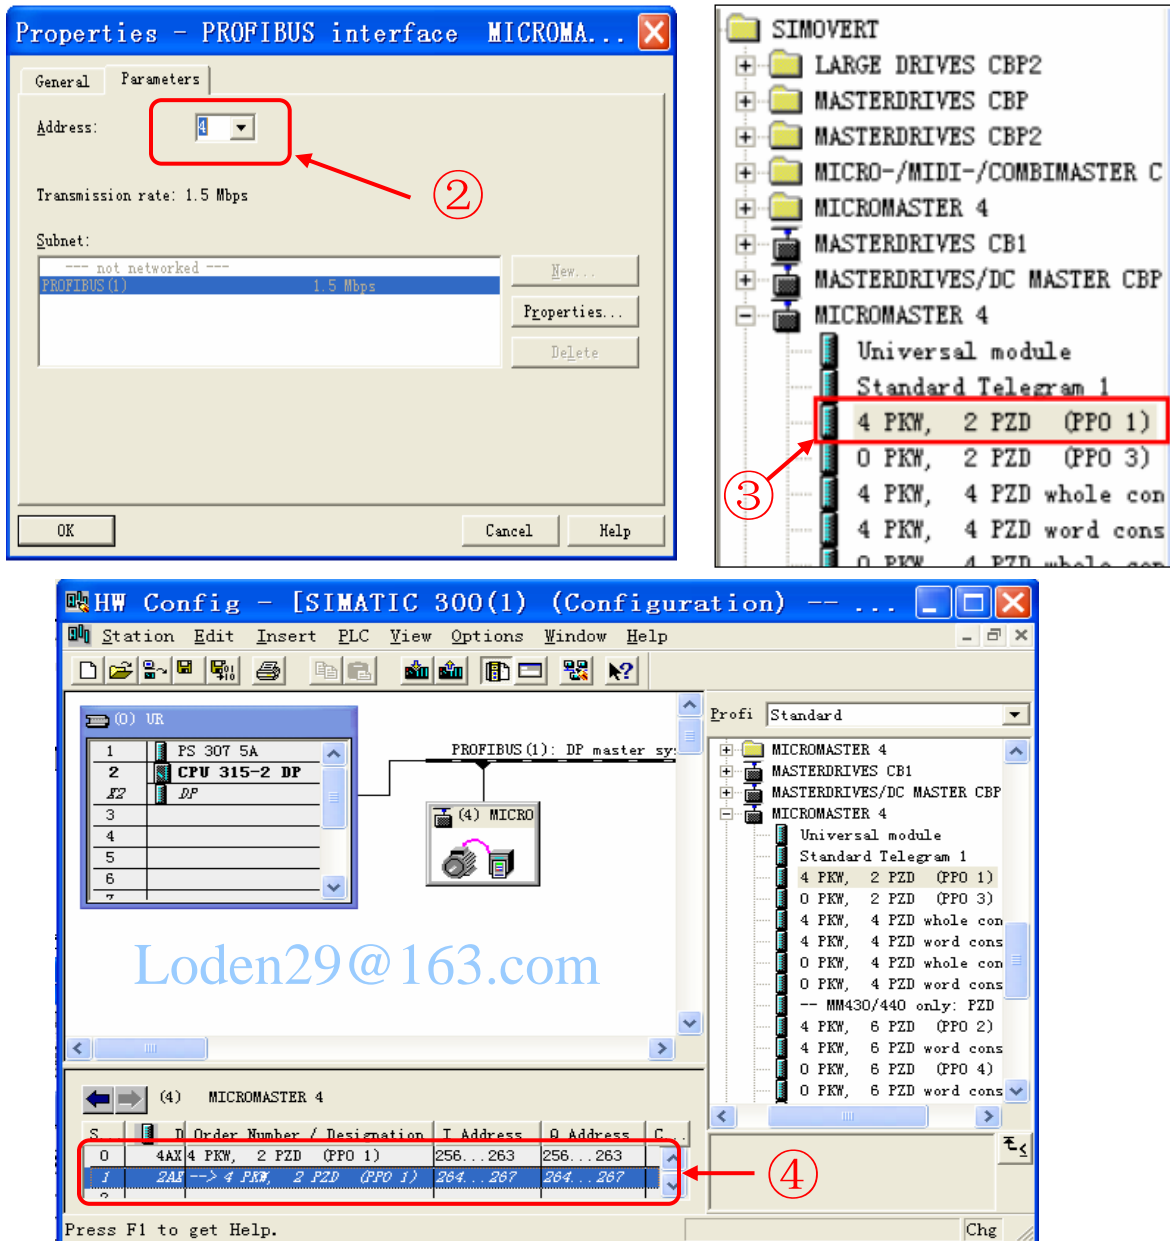 Properties - PROFIBUS interface  MICROMA...
General
Parameters
Address:
4
②
Transmission rate: 1.5 Mbps
Subnet:
--- not networked ---
PROFIBUS(1) 1.5 Mbps
New...
Properties...
Delete
OK
Cancel
Help
SIMOVERT
LARGE DRIVES CBP2
MASTERDRIVES CBP
MASTERDRIVES CBP2
MICRO-/MIDI-/COMBIMASTER C
MICROMASTER 4
MASTERDRIVES CB1
MASTERDRIVES/DC MASTER CBP
MICROMASTER 4
Universal module
Standard Telegram 1
4 PKW, 2 PZD (PPO 1)
0 PKW, 2 PZD (PPO 3)
③
4 PKW, 4 PZD whole con
4 PKW, 4 PZD word cons
0 PKW, 4 PZD whole con
HW Config - [SIMATIC 300(1) (Configuration) -- ...
Station Edit Insert PLC View Options Window Help
(0) UR
1 PS 307 5A
2 CPU 315-2 DP
X2 DP
3
4
5
6
7
PROFIBUS(1): DP master sy
(4) MICRO
Loden29@163.com
Profi Standard
MICROMASTER 4
MASTERDRIVES CB1
MASTERDRIVES/DC MASTER CBP
MICROMASTER 4
Universal module
Standard Telegram 1
4 PKW, 2 PZD (PPO 1)
0 PKW, 2 PZD (PPO 3)
4 PKW, 4 PZD whole con
4 PKW, 4 PZD word cons
0 PKW, 4 PZD whole con
0 PKW, 4 PZD word cons
-- MM430/440 only: PZD
4 PKW, 6 PZD (PPO 2)
4 PKW, 6 PZD word cons
0 PKW, 6 PZD (PPO 4)
0 PKW, 6 PZD word cons
(4) MICROMASTER 4
S... D Order Number / Designation I Address Q Address C...
0 4AX 4 PKW, 2 PZD (PPO 1) 256...263 256...263
1 2AX --> 4 PKW, 2 PZD (PPO 1) 264...267 264...267
2
④
Press F1 to get Help.
Chg